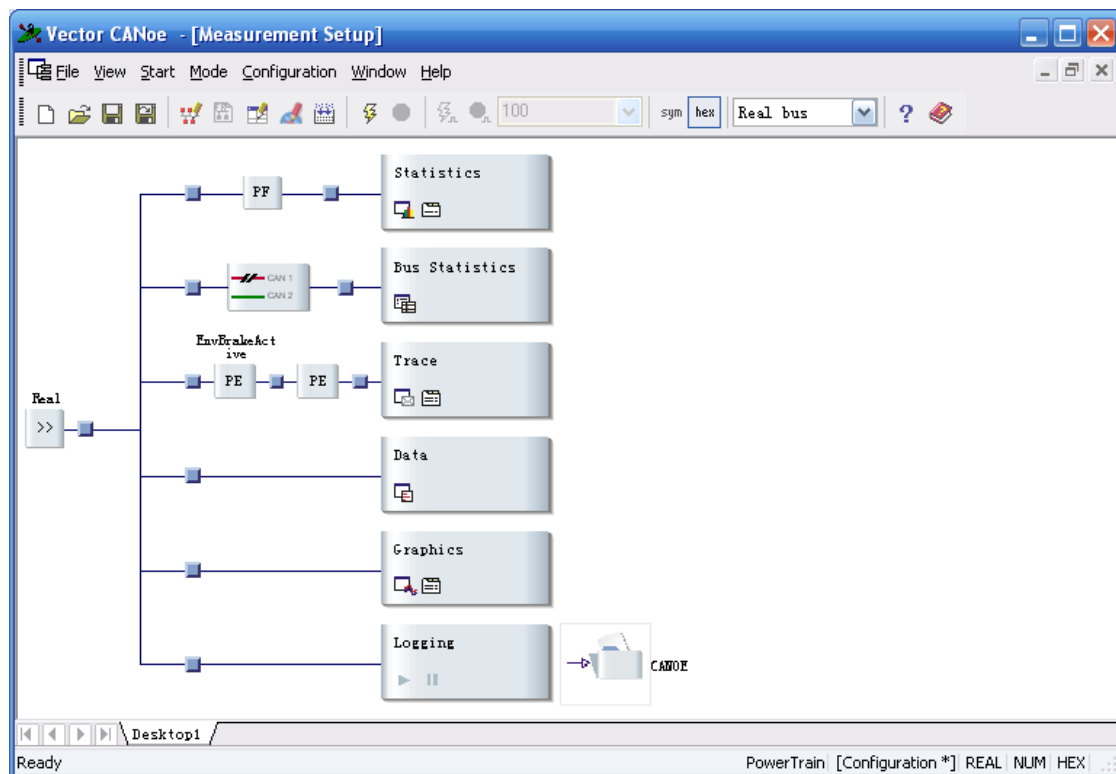 Vector CANoe - [Measurement Setup]
File View Start Mode Configuration Window Help
100 sym hex Real bus ?
Statistics
PF
Bus Statistics
CAN 1
CAN 2
EnvBrakeAct
ive
PE PE
Trace
Real
>>
Data
Graphics
Logging
CANOE
Desktop1
Ready PowerTrain [Configuration *] REAL NUM HEX